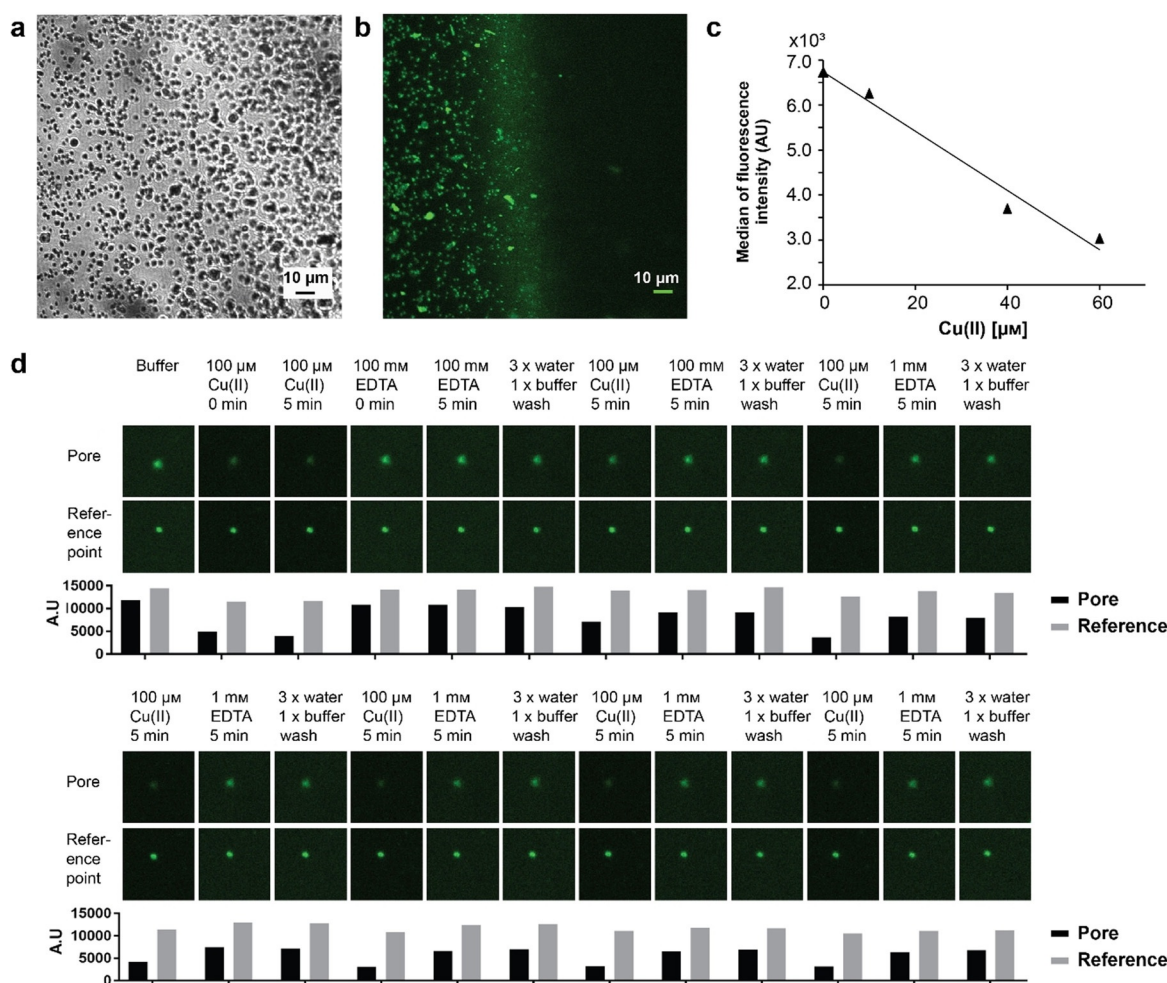 a
10 µm
b
10 µm
c
x10³
7.0
6.0
5.0
4.0
3.0
2.0
Median of fluorescence
intensity (AU)
0
20
40
60
Cu(II) [µM]
d
Buffer
100 µM
Cu(II)
0 min
100 µM
Cu(II)
5 min
100 mM
EDTA
0 min
100 mM
EDTA
5 min
3 x water
1 x buffer
wash
100 µM
Cu(II)
5 min
100 mM
EDTA
5 min
3 x water
1 x buffer
wash
100 µM
Cu(II)
5 min
1 mM
EDTA
5 min
3 x water
1 x buffer
wash
Pore
Refer-
ence
point
A.U
15000
10000
5000
0
Pore
Reference
100 µM
Cu(II)
5 min
1 mM
EDTA
5 min
3 x water
1 x buffer
wash
100 µM
Cu(II)
5 min
1 mM
EDTA
5 min
3 x water
1 x buffer
wash
100 µM
Cu(II)
5 min
1 mM
EDTA
5 min
3 x water
1 x buffer
wash
100 µM
Cu(II)
5 min
1 mM
EDTA
5 min
3 x water
1 x buffer
wash
Pore
Refer-
ence
point
A.U
15000
10000
5000
0
Pore
Reference